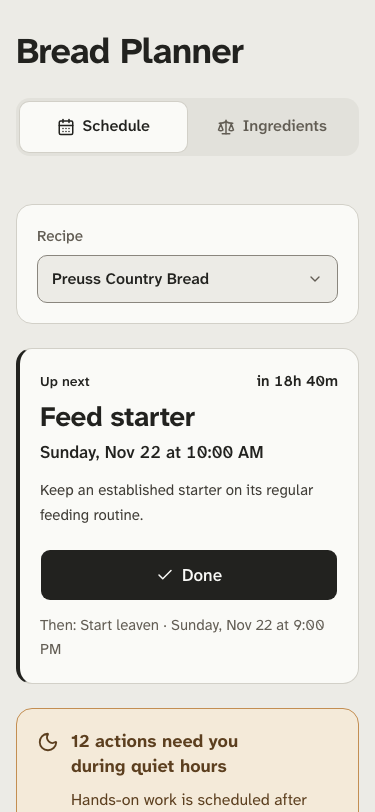 Bread Planner
Schedule
Ingredients
Recipe
Preuss Country Bread
Up next
in 18h 40m
Feed starter
Sunday, Nov 22 at 10:00 AM
Keep an established starter on its regular
feeding routine.
Done
Then: Start leaven · Sunday, Nov 22 at 9:00
PM
12 actions need you
during quiet hours
Hands-on work is scheduled after